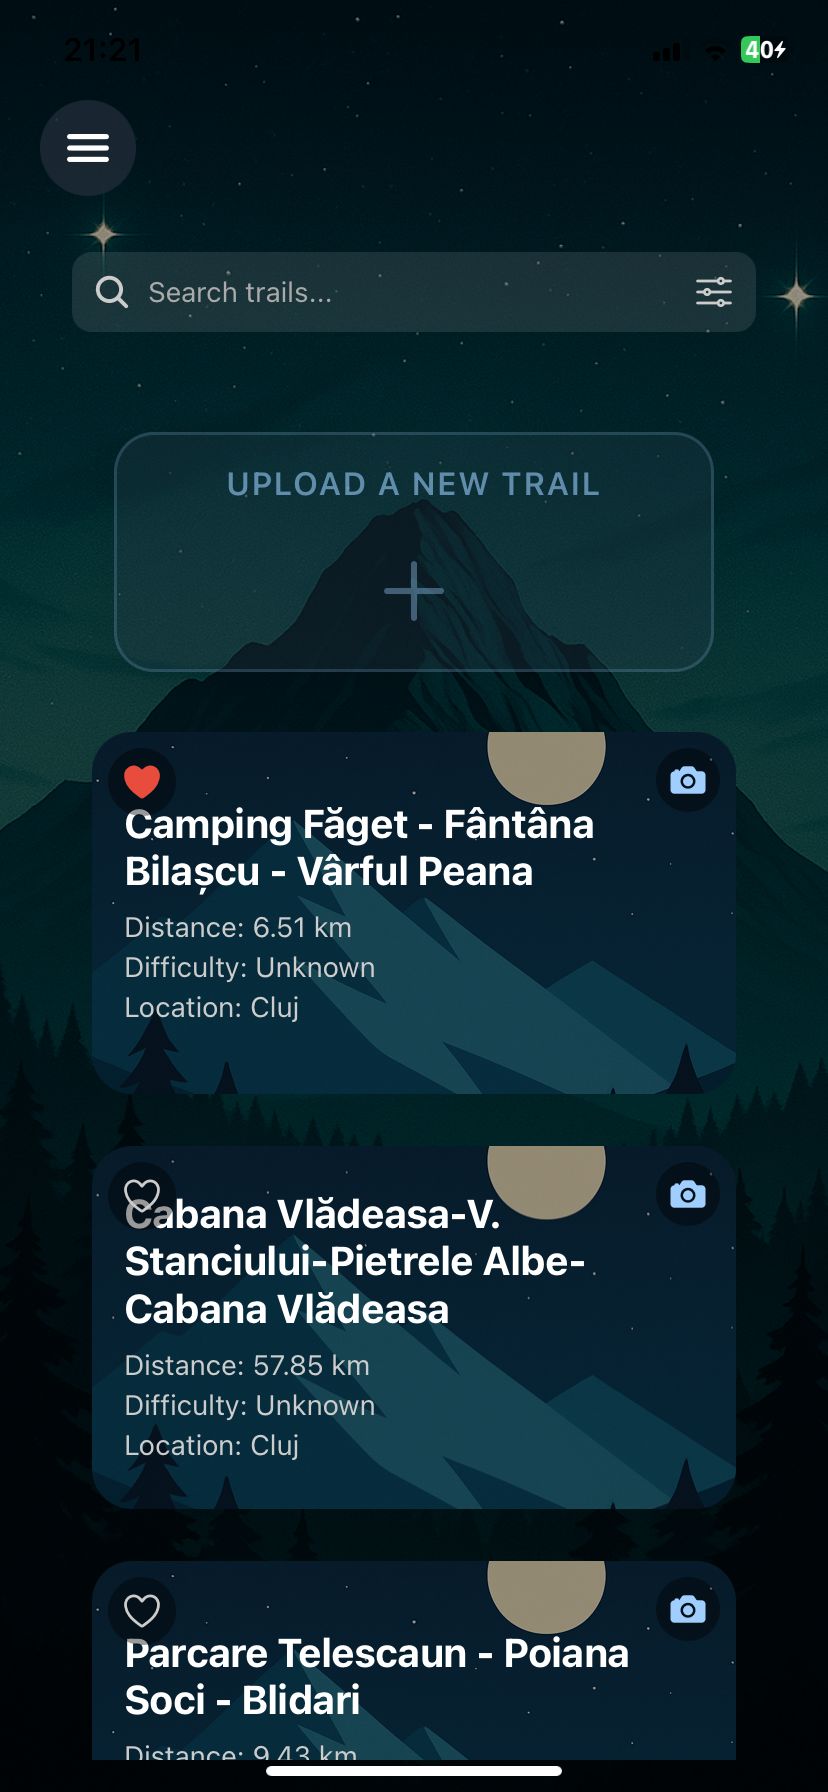 21:21
40
Search trails...
UPLOAD A NEW TRAIL
Camping Făget - Fântâna
Bilașcu - Vârful Peana
Distance: 6.51 km
Difficulty: Unknown
Location: Cluj
Cabana Vlădeasa-V.
Stanciului-Pietrele Albe-
Cabana Vlădeasa
Distance: 57.85 km
Difficulty: Unknown
Location: Cluj
Parcare Telescaun - Poiana
Soci - Blidari
Distance: 9.43 km